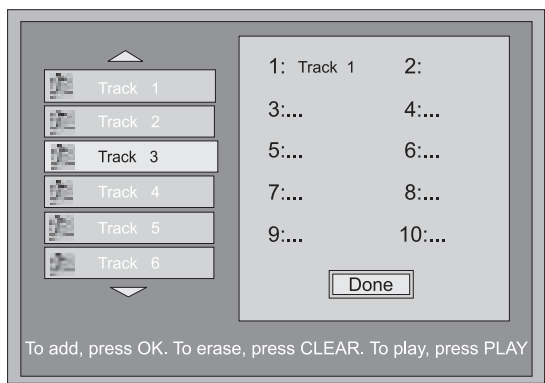 Track 1
Track 2
Track 3
Track 4
Track 5
Track 6
1: Track 1 2:
3:... 4:...
5:... 6:...
7:... 8:...
9:... 10:...
Done
To add, press OK. To erase, press CLEAR. To play, press PLAY